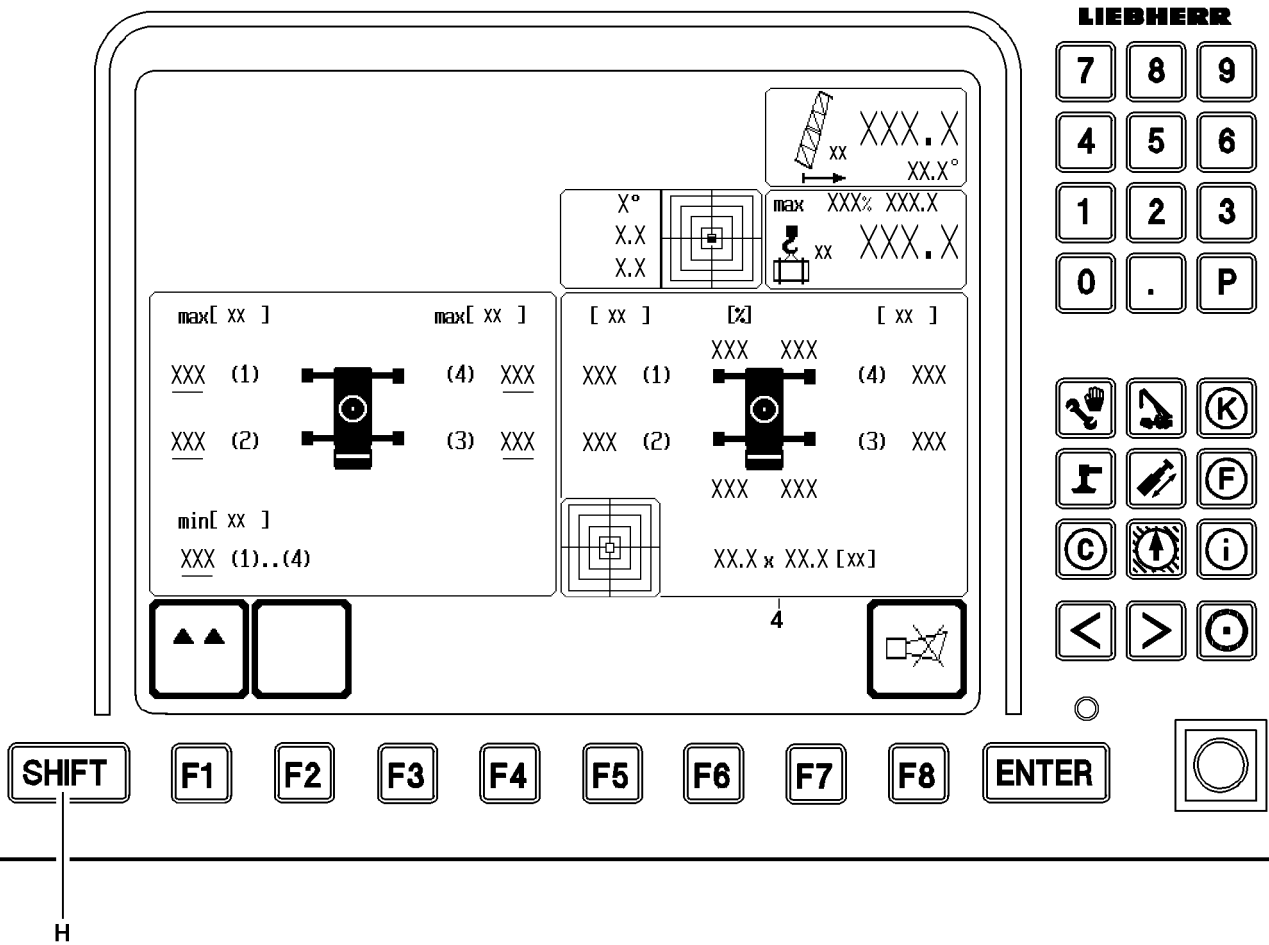 LIEBHERR
7 8 9
4 5 6
1 2 3
0 . P
K
F
C i
< >
XXX.X
xx
XX.X°
X°
X.X
X.X
max XXX% XXX.X
xx XXX.X
max[ xx ] max[ xx ]
XXX (1) (4) XXX
XXX (2) (3) XXX
min[ xx ]
XXX (1)..(4)
[ xx ] [%] [ xx ]
XXX XXX
XXX (1) (4) XXX
XXX (2) (3) XXX
XXX XXX
XX.X x XX.X [xx]
4
SHIFT F1 F2 F3 F4 F5 F6 F7 F8 ENTER
H